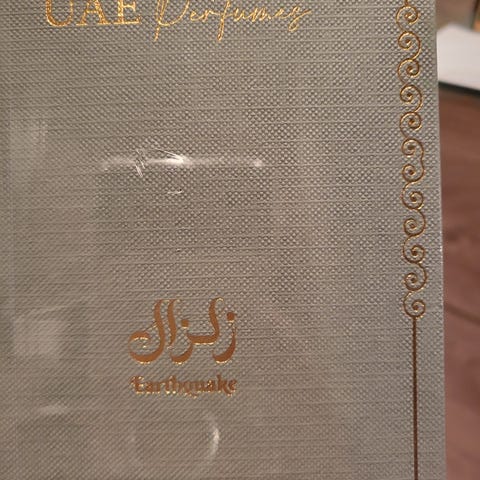 UAE Perfumes
زلزال
Earthquake